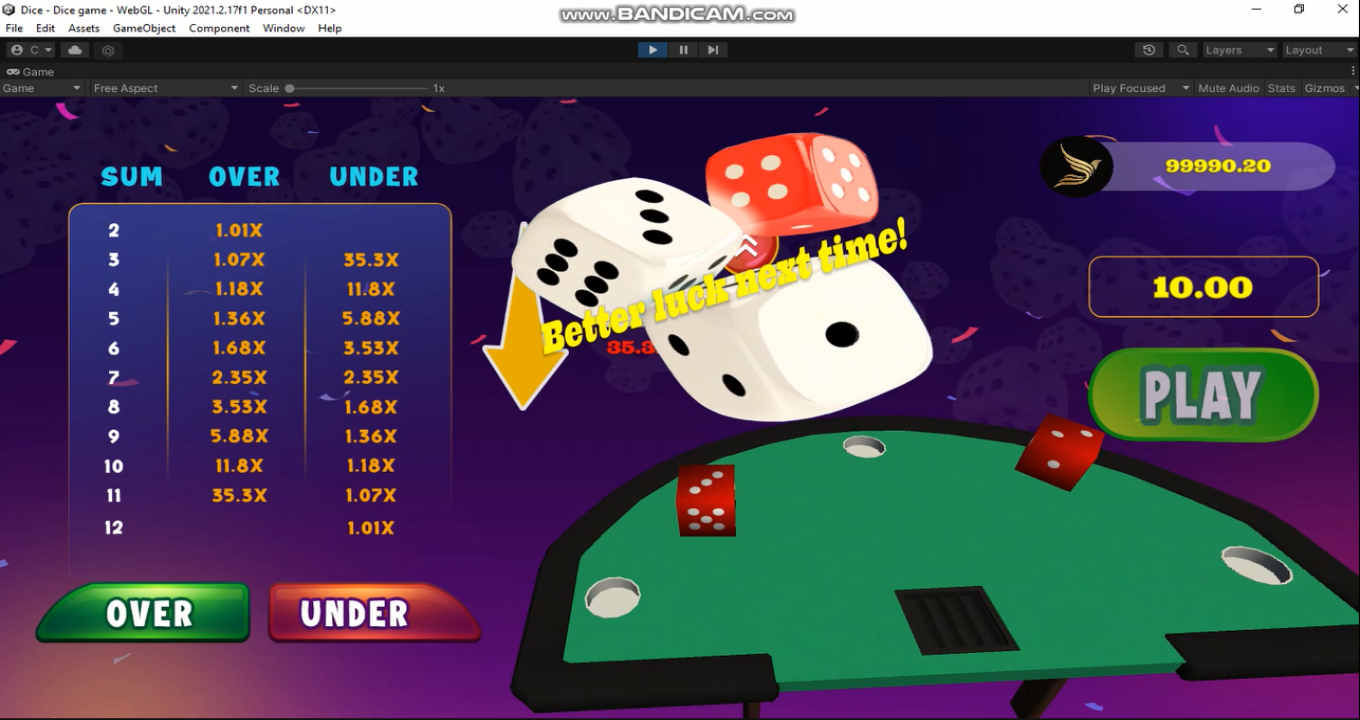 Dice - Dice game - WebGL - Unity 2021.2.17f1 Personal <DX11>
www.BANDICAM.com
File Edit Assets GameObject Component Window Help
C Layers Layout
Game
Game Free Aspect Scale 1x Play Focused Mute Audio Stats Gizmos
SUM OVER UNDER
2 1.01X
3 1.07X 35.3X
4 1.18X 11.8X
5 1.36X 5.88X
6 1.68X 3.53X
7 2.35X 2.35X
8 3.53X 1.68X
9 5.88X 1.36X
10 11.8X 1.18X
11 35.3X 1.07X
12 1.01X
OVER UNDER
Better luck next time!
35.3
99990.20
10.00
PLAY